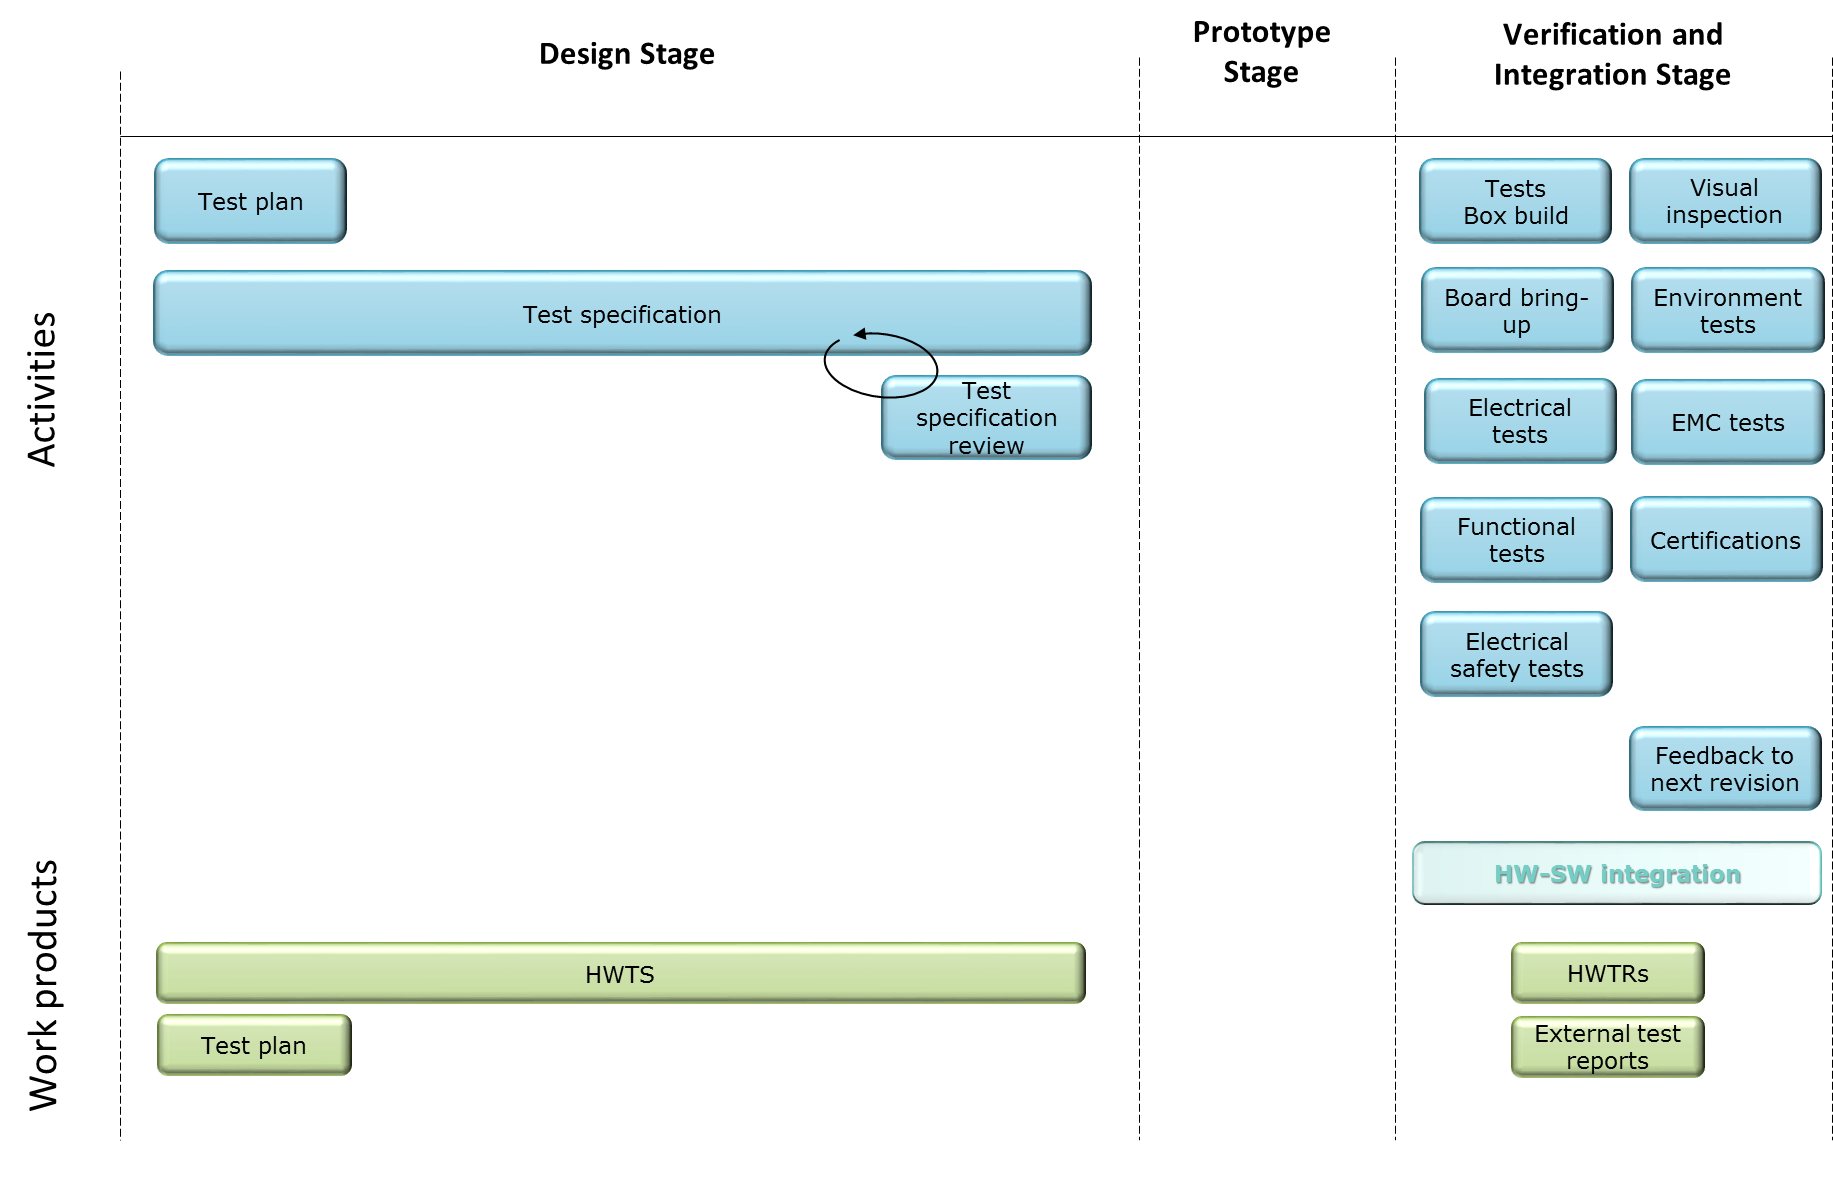 Design Stage
Prototype
Stage
Verification and
Integration Stage
Activities
Test plan
Test specification
Test
specification
review
Tests
Box build
Visual
inspection
Board bring-
up
Environment
tests
Electrical
tests
EMC tests
Functional
tests
Certifications
Electrical
safety tests
Feedback to
next revision
HW-SW integration
Work products
HWTS
Test plan
HWTRs
External test
reports